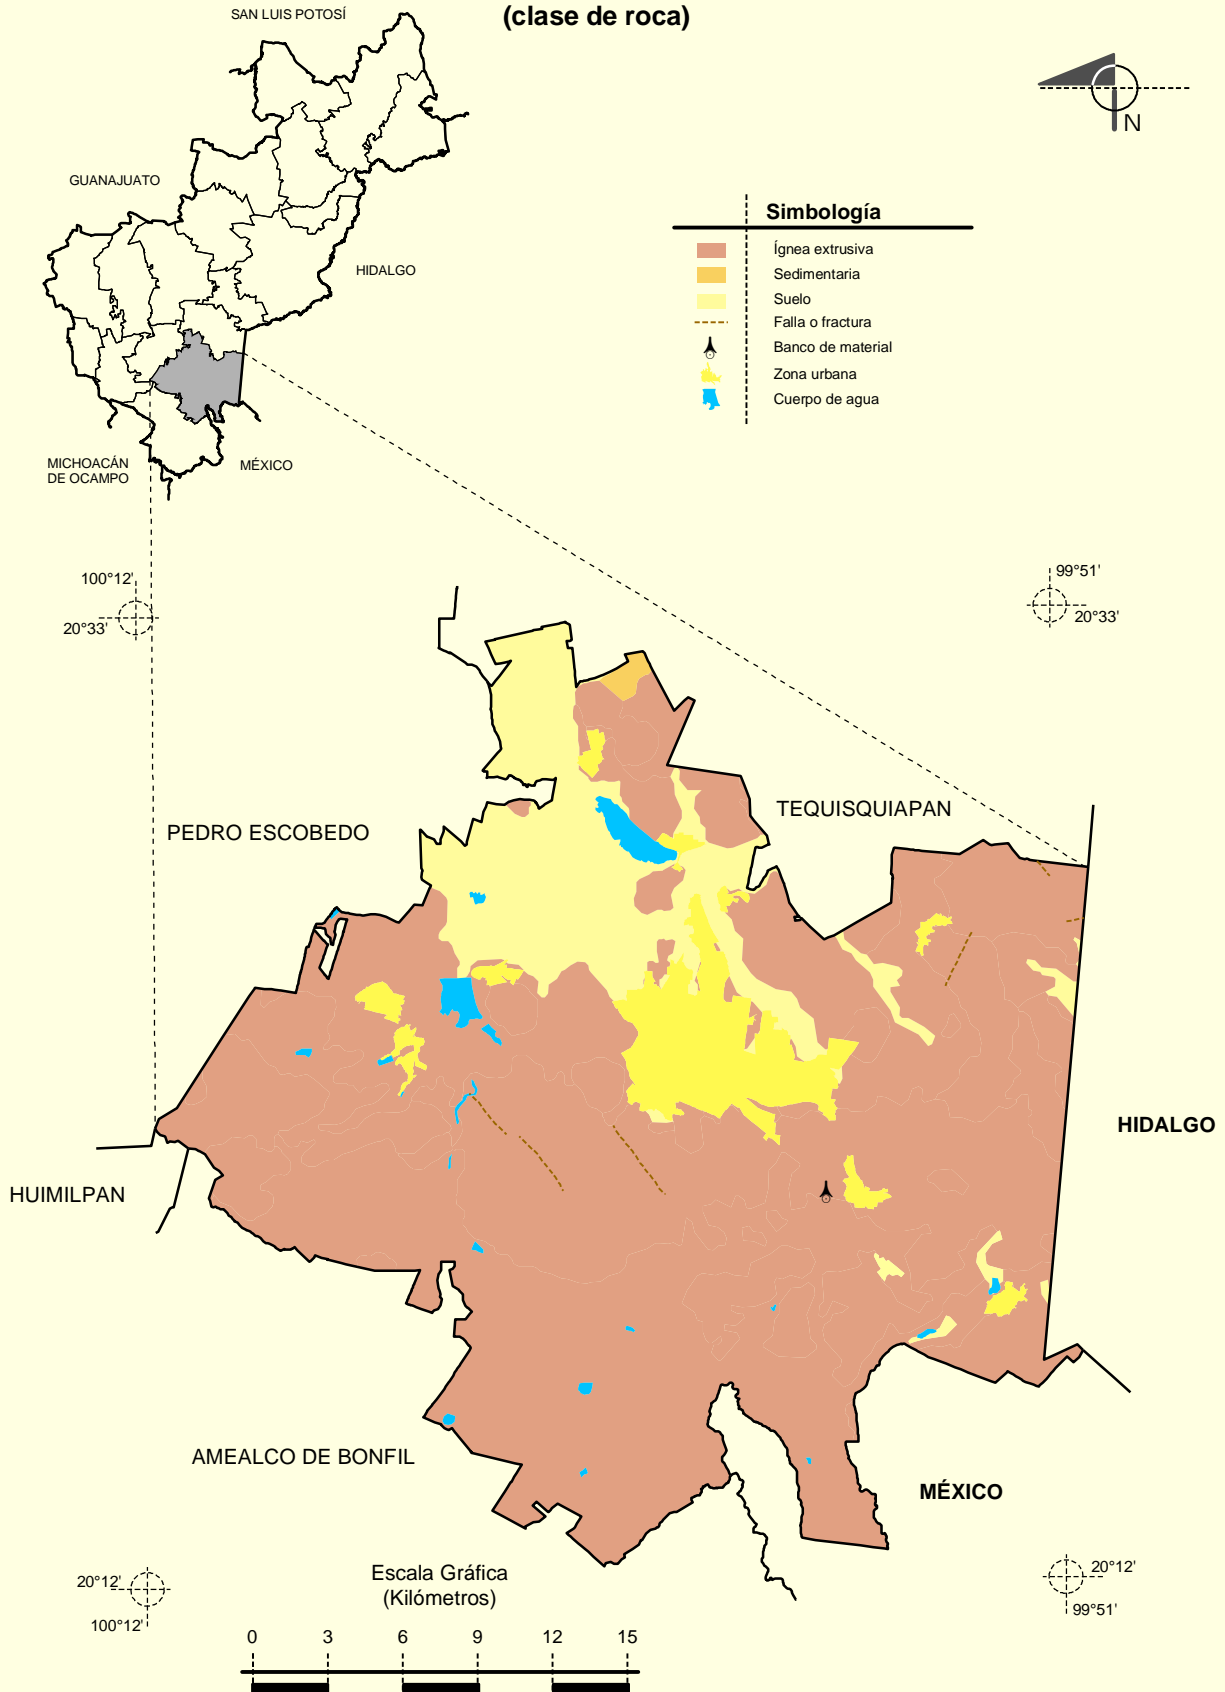 (clase de roca)
SAN LUIS POTOSÍ
GUANAJUATO
HIDALGO
MICHOACÁN
DE OCAMPO
MÉXICO
N
Simbología
Ígnea extrusiva
Sedimentaria
Suelo
Falla o fractura
Banco de material
Zona urbana
Cuerpo de agua
100°12'
20°33'
99°51'
20°33'
PEDRO ESCOBEDO
TEQUISQUIAPAN
HIDALGO
HUIMILPAN
AMEALCO DE BONFIL
MÉXICO
20°12'
100°12'
20°12'
99°51'
Escala Gráfica
(Kilómetros)
0 3 6 9 12 15